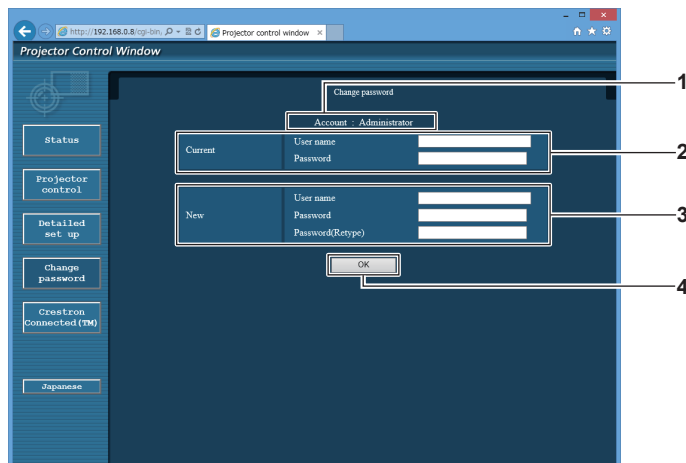 http://192.168.0.8/cgi-bin,
Projector control window
Projector Control Window
Change password
1
Account : Administrator
Status
Current
User name
Password
2
Projector
control
New
User name
Password
Password(Retype)
3
Detailed
set up
OK
4
Change
password
Crestron
Connected(TM)
Japanese